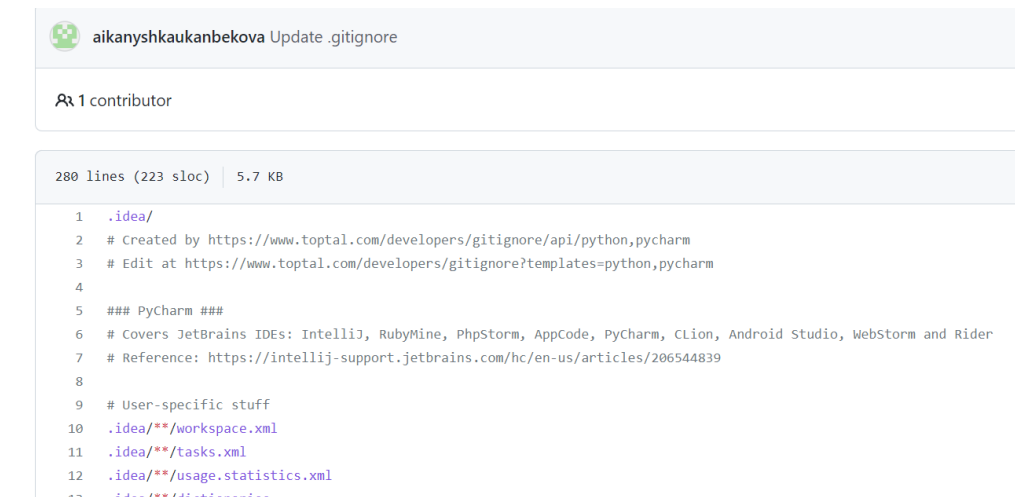 aikanyshkaukanbekova Update .gitignore
1 contributor
280 lines (223 sloc) 5.7 KB
1 .idea/
2 # Created by https://www.toptal.com/developers/gitignore/api/python,pycharm
3 # Edit at https://www.toptal.com/developers/gitignore?templates=python,pycharm
4
5 ### PyCharm ###
6 # Covers JetBrains IDEs: IntelliJ, RubyMine, PhpStorm, AppCode, PyCharm, CLion, Android Studio, WebStorm and Rider
7 # Reference: https://intellij-support.jetbrains.com/hc/en-us/articles/206544839
8
9 # User-specific stuff
10 .idea/**/workspace.xml
11 .idea/**/tasks.xml
12 .idea/**/usage.statistics.xml
13 .idea/**/dictionaries